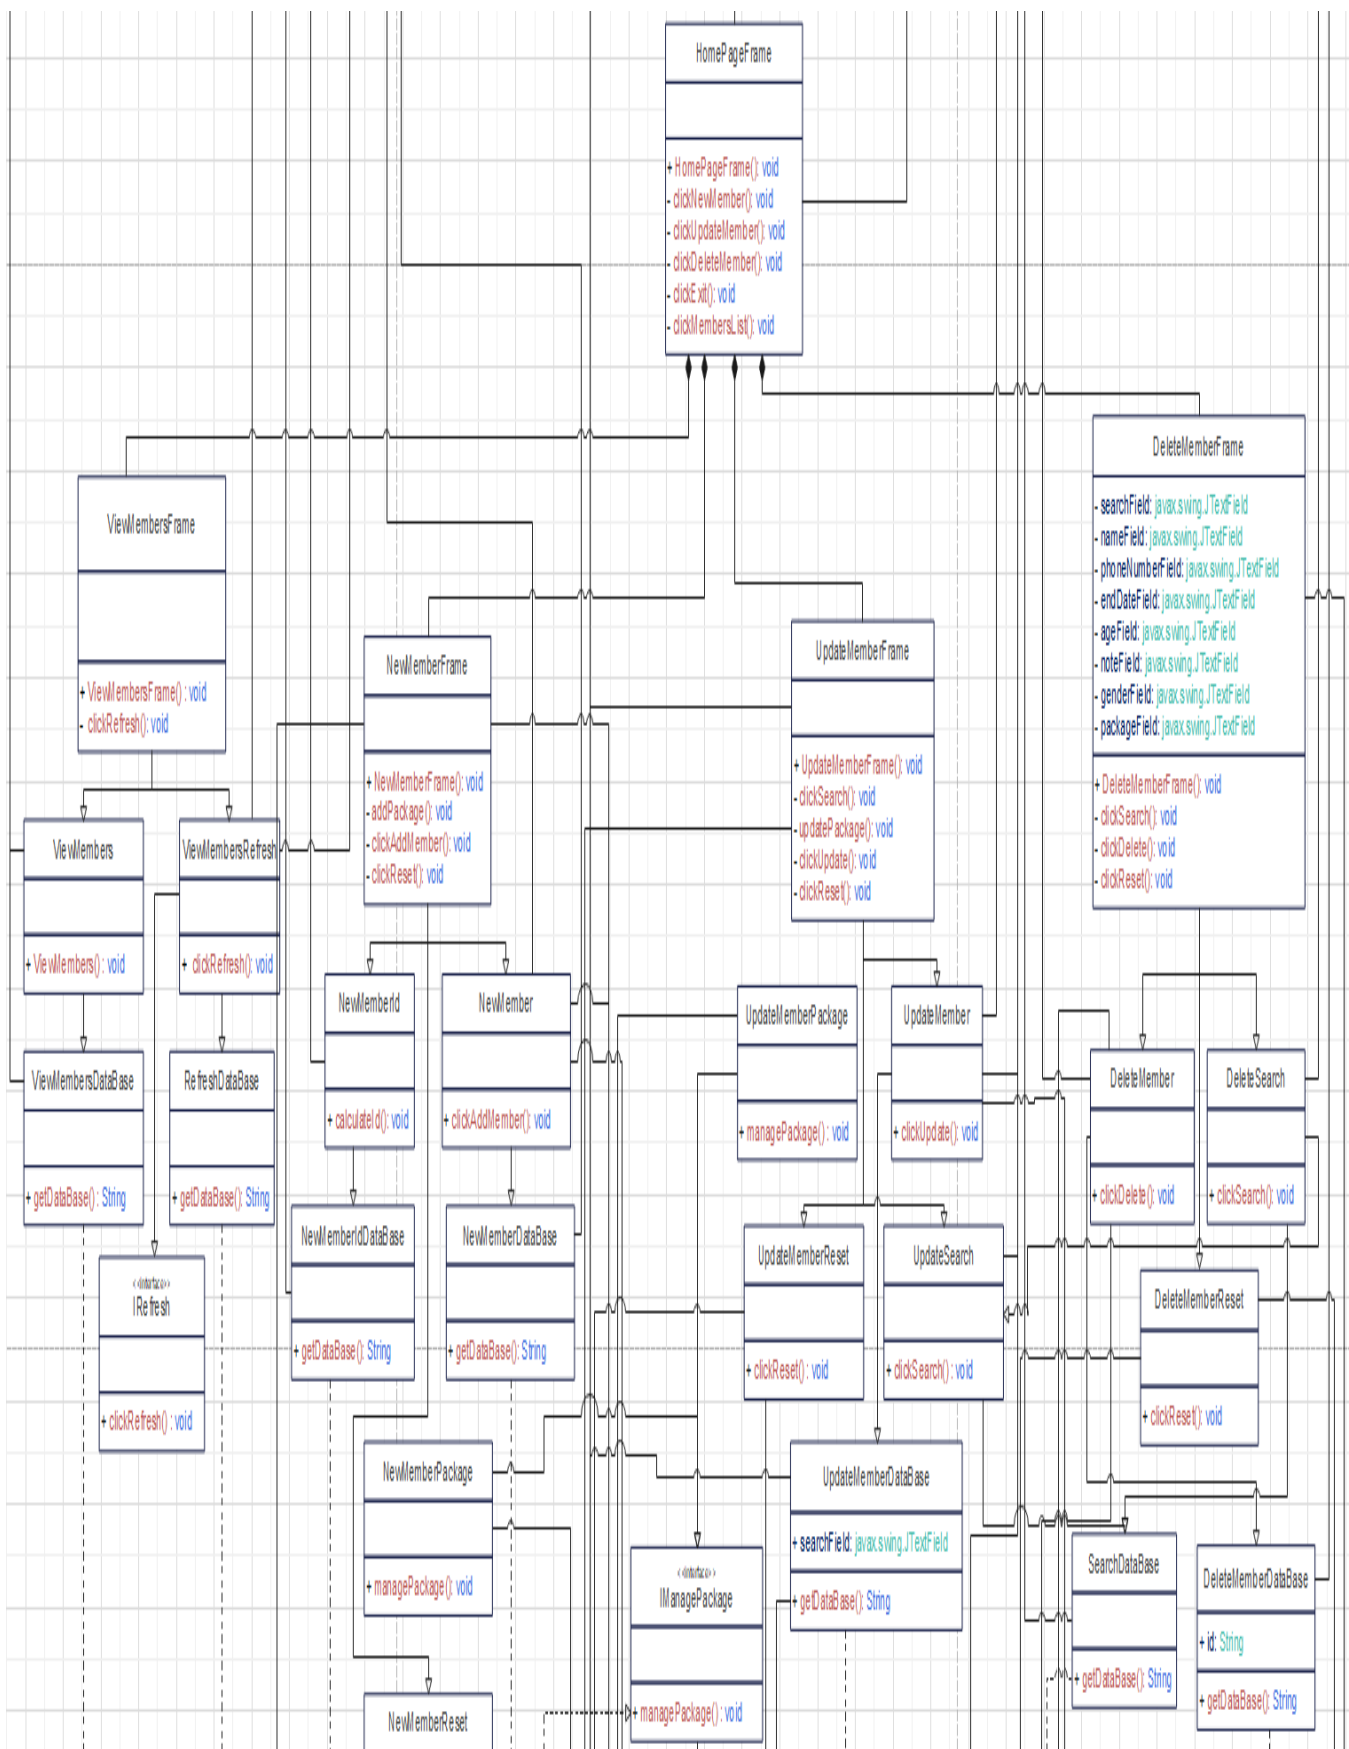 HomePageFrame
+ HomePageFrame(): void
- clickNewMember(): void
- clickUpdateMember(): void
- clickDeleteMember(): void
- clickExit(): void
- clickMembersList(): void
DeleteMemberFrame
- searchField: javax.swing.JTextField
- nameField: javax.swing.JTextField
- phoneNumberField: javax.swing.JTextField
- endDateField: javax.swing.JTextField
- ageField: javax.swing.JTextField
- noteField: javax.swing.JTextField
- genderField: javax.swing.JTextField
- packageField: javax.swing.JTextField
+ DeleteMemberFrame(): void
- clickSearch(): void
- clickDelete(): void
- clickReset(): void
ViewMembersFrame
+ ViewMembersFrame() : void
- clickRefresh(): void
NewMemberFrame
+ NewMemberFrame(): void
- addPackage(): void
- clickAddMember(): void
- clickReset(): void
UpdateMemberFrame
+ UpdateMemberFrame(): void
- clickSearch(): void
- updatePackage(): void
- clickUpdate(): void
- clickReset(): void
ViewMembers
+ ViewMembers() : void
ViewMembersRefresh
+ clickRefresh(): void
NewMemberId
+ calculateId(): void
NewMember
+ clickAddMember(): void
UpdateMemberPackage
+ managePackage() : void
UpdateMember
+ clickUpdate(): void
DeleteMember
+ clickDelete(): void
DeleteSearch
+ clickSearch(): void
ViewMembersDataBase
+ getDataBase() : String
RefreshDataBase
+ getDataBase(): String
NewMemberIdDataBase
+ getDataBase(): String
NewMemberDataBase
+ getDataBase(): String
UpdateMemberReset
+ clickReset() : void
UpdateSearch
+ clickSearch(): void
<<Interface>>
IRefresh
+ clickRefresh() : void
DeleteMemberReset
+ clickReset(): void
NewMemberPackage
+ managePackage(): void
UpdateMemberDataBase
+ searchField: javax.swing.JTextField
+ getDataBase(): String
<<Interface>>
IManagePackage
+ managePackage() : void
SearchDataBase
+ getDataBase(): String
DeleteMemberDataBase
+ id: String
+ getDataBase(): String
NewMemberReset